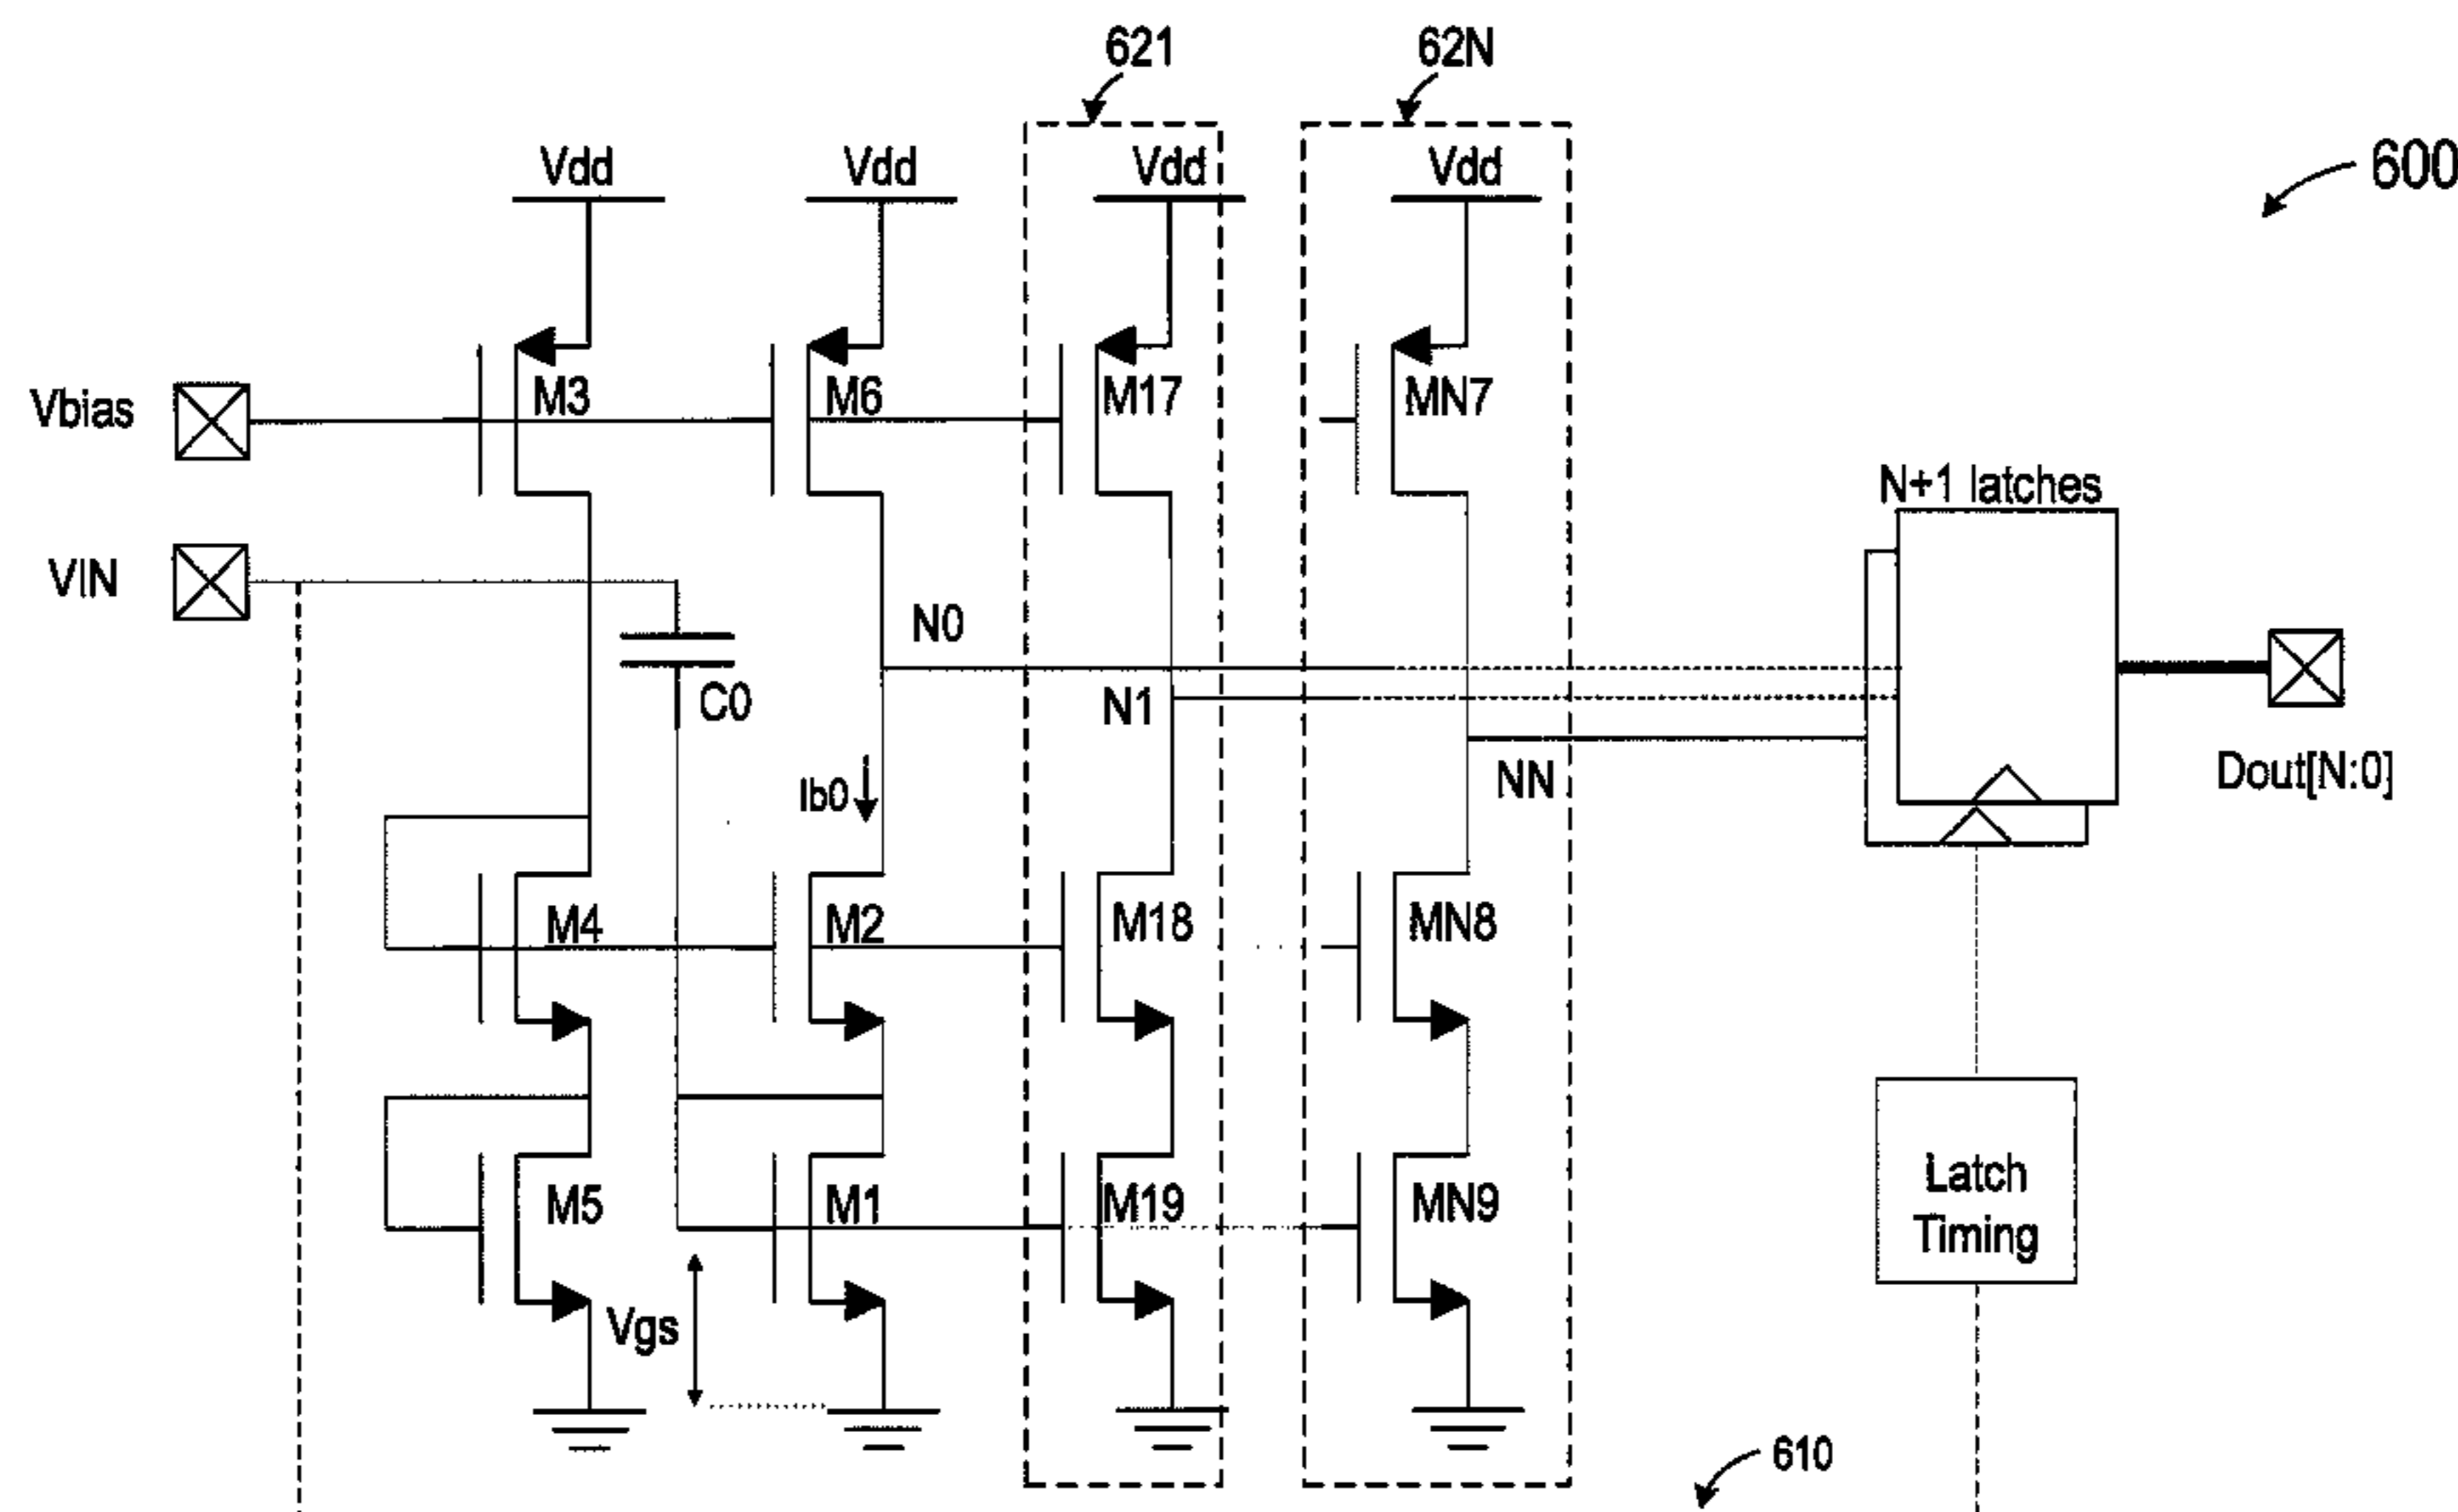 621
62N
600
Vdd
Vdd
Vdd
Vdd
Vbias
M3
M6
M17
MN7
N+1 latches
VIN
N0
C0
N1
Ib0
NN
Dout[N:0]
M4
M2
M18
MN8
M5
M1
M19
MN9
Latch
Timing
Vgs
610